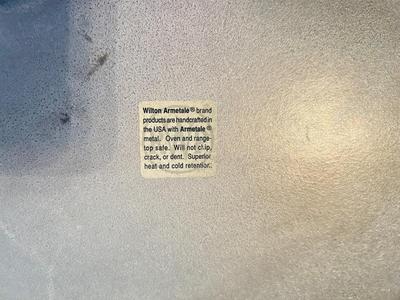 Wilton Armetale® brand
products are handcrafted in
the USA with Armetale®
metal. Oven and range-
top safe. Will not chip,
crack, or dent. Superior
heat and cold retention.